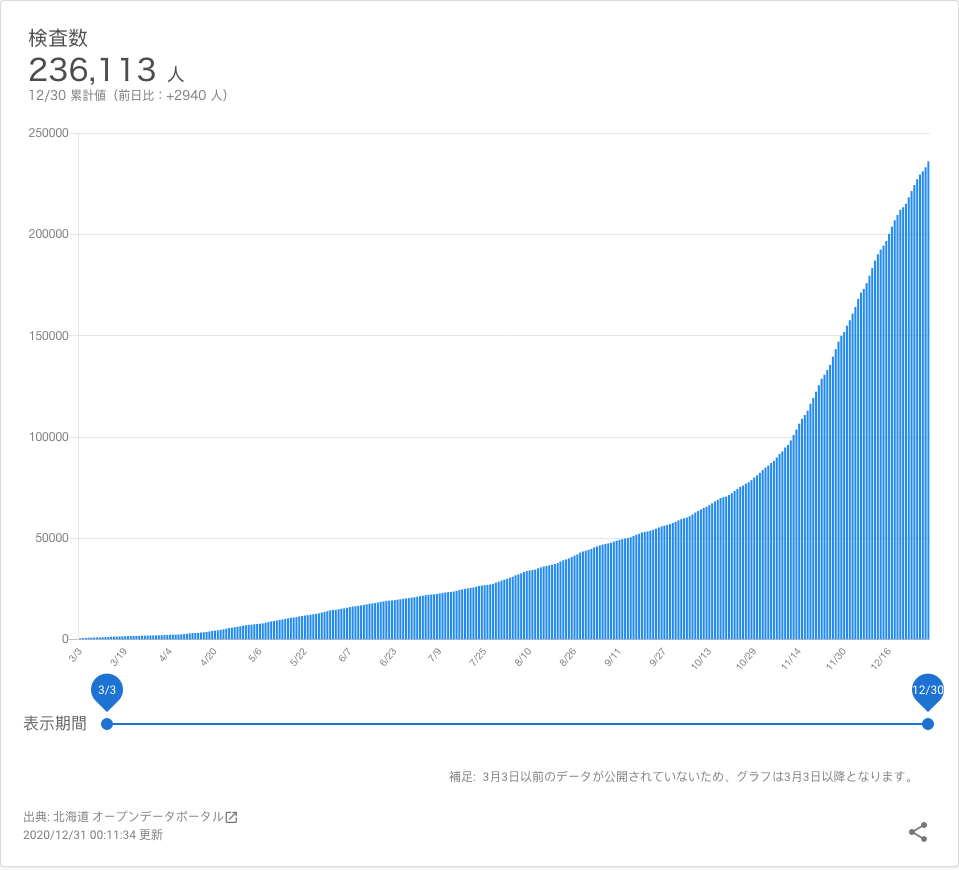 検査数
236,113 人
12/30 累計値（前日比：+2940 人）
250000
200000
150000
100000
50000
0
3/3 3/19 4/4 4/20 5/6 5/22 6/7 6/23 7/9 7/25 8/10 8/26 9/11 9/27 10/13 10/29 11/14 11/30 12/16
3/3 12/30
表示期間
補足: 3月3日以前のデータが公開されていないため、グラフは3月3日以降となります。
出典: 北海道 オープンデータポータル
2020/12/31 00:11:34 更新